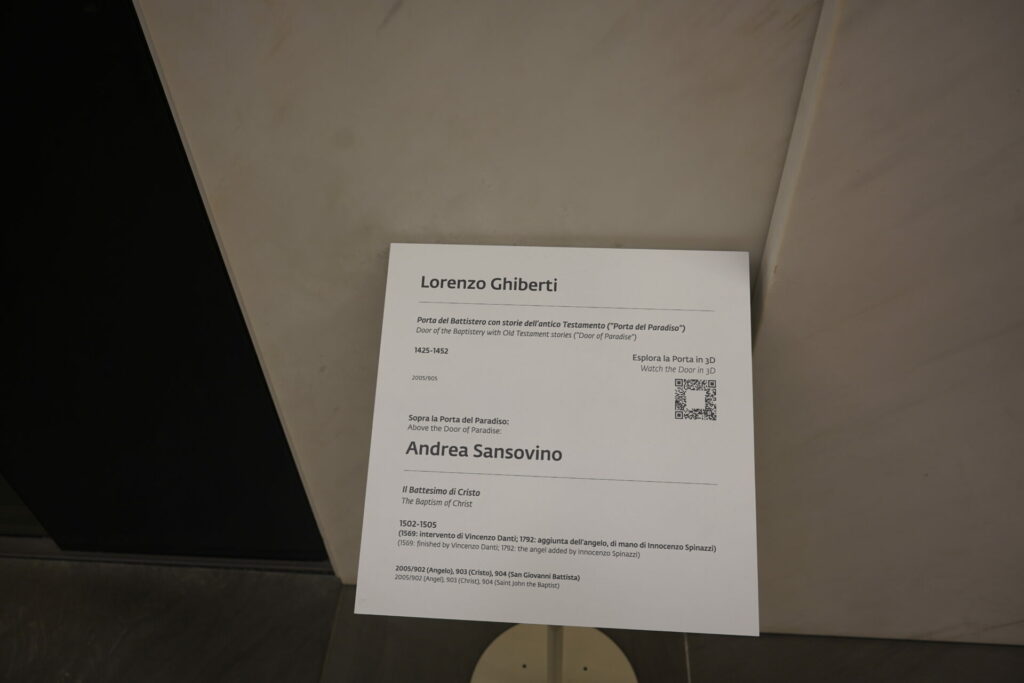 Lorenzo Ghiberti
Porta del Battistero con storie dell'antico Testamento ("Porta del Paradiso")
Door of the Baptistery with Old Testament stories ("Door of Paradise")
1425-1452
Esplora la Porta in 3D
Watch the Door in 3D
2005/905
Sopra la Porta del Paradiso:
Above the Door of Paradise:
Andrea Sansovino
Il Battesimo di Cristo
The Baptism of Christ
1502-1505
(1569: intervento di Vincenzo Danti; 1792: aggiunta dell'angelo, di mano di Innocenzo Spinazzi)
(1569: finished by Vincenzo Danti; 1792: the angel added by Innocenzo Spinazzi)
2005/902 (Angelo), 903 (Cristo), 904 (San Giovanni Battista)
2005/902 (Angel), 903 (Christ), 904 (Saint John the Baptist)